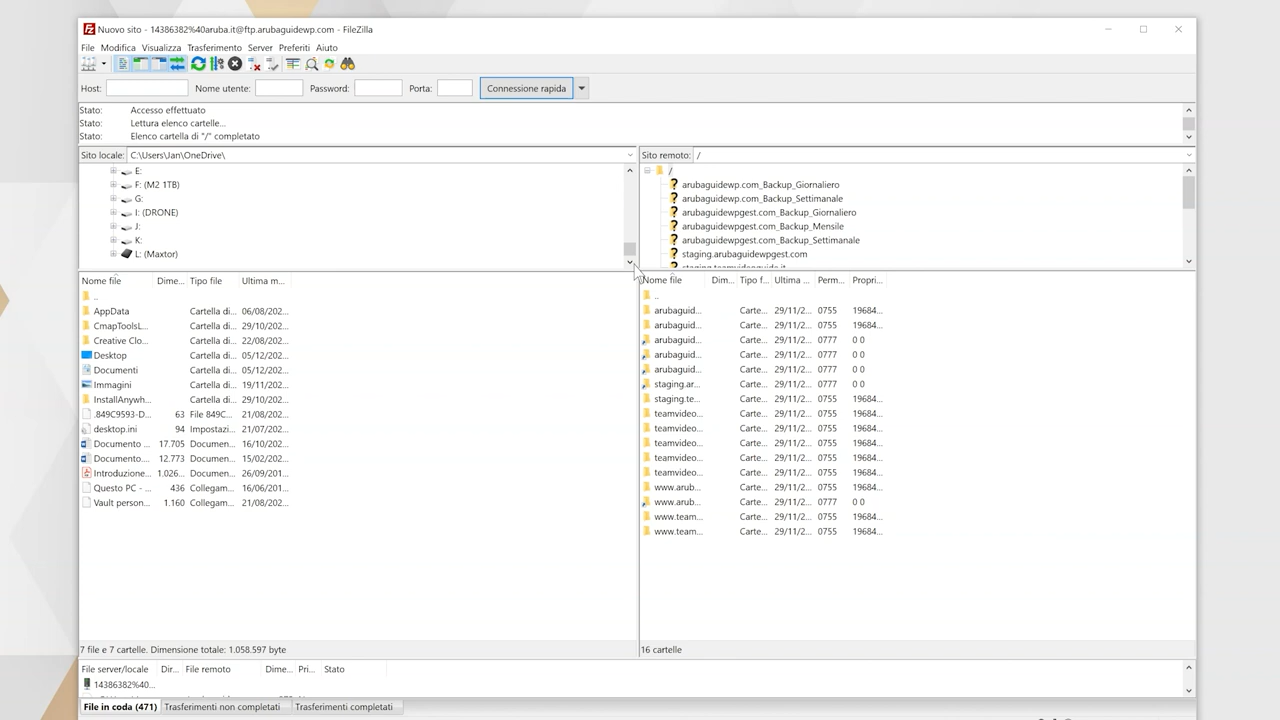 Nuovo sito - 14386382%40aruba.it@ftp.arubaguidewp.com - FileZilla
File Modifica Visualizza Trasferimento Server Preferiti Aiuto
Host: Nome utente: Password: Porta: Connessione rapida
Stato: Accesso effettuato
Stato: Lettura elenco cartelle...
Stato: Elenco cartella di "/" completato
Sito locale: C:\Users\Jan\OneDrive\
E:
F: (M2 1TB)
G:
I: (DRONE)
J:
K:
L: (Maxtor)
Sito remoto: /
/
arubaguidewp.com_Backup_Giornaliero
arubaguidewp.com_Backup_Settimanale
arubaguidewpgest.com_Backup_Giornaliero
arubaguidewpgest.com_Backup_Mensile
arubaguidewpgest.com_Backup_Settimanale
staging.arubaguidewpgest.com
staging.teamvideoguide.it
Nome file Dime... Tipo file Ultima m...
..
AppData Cartella di... 06/08/202...
CmapToolsL... Cartella di... 29/10/202...
Creative Clo... Cartella di... 22/08/202...
Desktop Cartella di... 05/12/202...
Documenti Cartella di... 05/12/202...
Immagini Cartella di... 19/11/202...
InstallAnywh... Cartella di... 29/10/202...
.849C9593-D... 63 File 849C... 21/08/202...
desktop.ini 94 Impostazi... 21/07/202...
Documento ... 17.705 Documen... 16/10/202...
Documento... 12.773 Documen... 15/02/202...
Introduzione... 1.026... Documen... 26/09/201...
Questo PC - ... 436 Collegam... 16/06/201...
Vault person... 1.160 Collegam... 21/08/202...
7 file e 7 cartelle. Dimensione totale: 1.058.597 byte
Nome file Dim... Tipo f... Ultima ... Perm... Propri...
..
arubaguid... Carte... 29/11/2... 0755 19684...
arubaguid... Carte... 29/11/2... 0755 19684...
arubaguid... Carte... 29/11/2... 0777 0 0
arubaguid... Carte... 29/11/2... 0777 0 0
arubaguid... Carte... 29/11/2... 0777 0 0
staging.ar... Carte... 29/11/2... 0777 0 0
staging.te... Carte... 29/11/2... 0755 19684...
teamvideo... Carte... 29/11/2... 0755 19684...
teamvideo... Carte... 29/11/2... 0755 19684...
teamvideo... Carte... 29/11/2... 0755 19684...
teamvideo... Carte... 29/11/2... 0755 19684...
teamvideo... Carte... 29/11/2... 0755 19684...
www.arub... Carte... 29/11/2... 0755 19684...
www.arub... Carte... 29/11/2... 0777 0 0
www.team... Carte... 29/11/2... 0755 19684...
www.team... Carte... 29/11/2... 0755 19684...
16 cartelle
File server/locale Dir... File remoto Dime... Pri... Stato
14386382%40...
File in coda (471) Trasferimenti non completati Trasferimenti completati